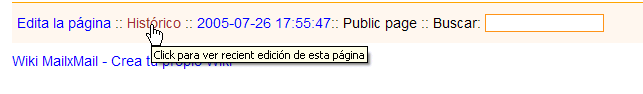 Edita la página :: Histórico :: 2005-07-26 17:55:47:: Public page :: Buscar:
Click para ver recient edición de esta página
Wiki MailxMail - Crea tu propio Wiki